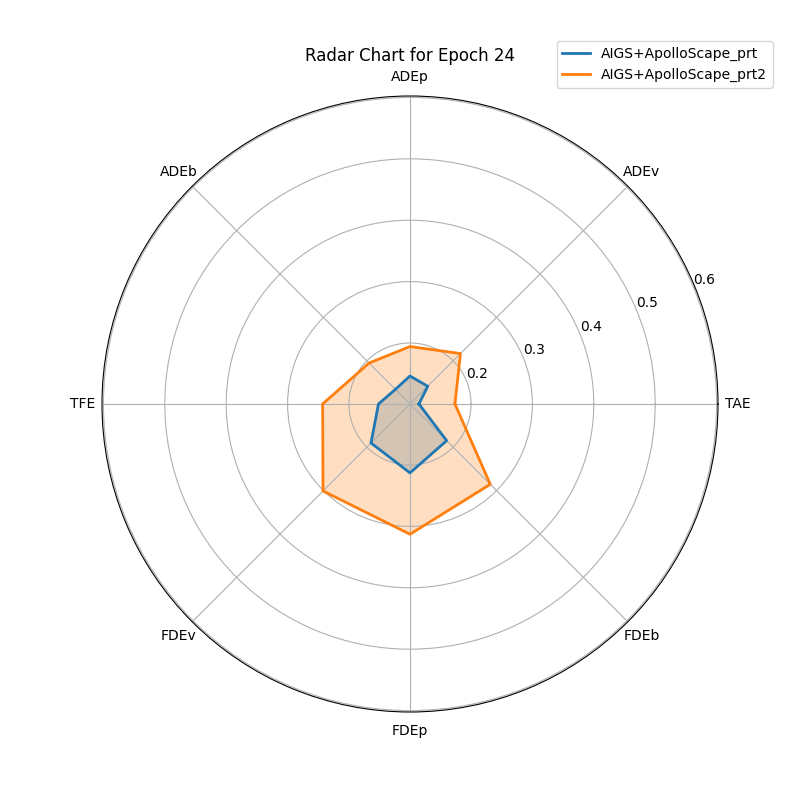 Radar Chart for Epoch 24
AIGS+ApolloScape_prt
AIGS+ApolloScape_prt2
ADEp
ADEb
ADEv
0.6
0.5
0.4
0.3
0.2
TFE
TAE
FDEv
FDEb
FDEp